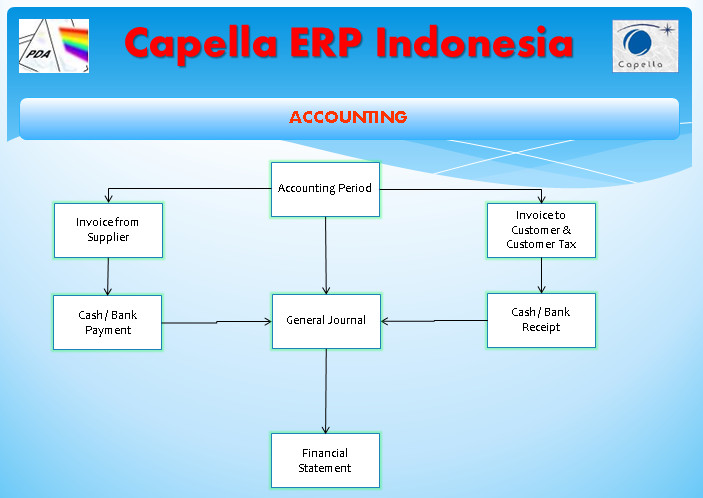 PDA
Capella ERP Indonesia
Capella
ACCOUNTING
Accounting Period
Invoice from
Supplier
Invoice to
Customer &
Customer Tax
Cash / Bank
Payment
General Journal
Cash / Bank
Receipt
Financial
Statement